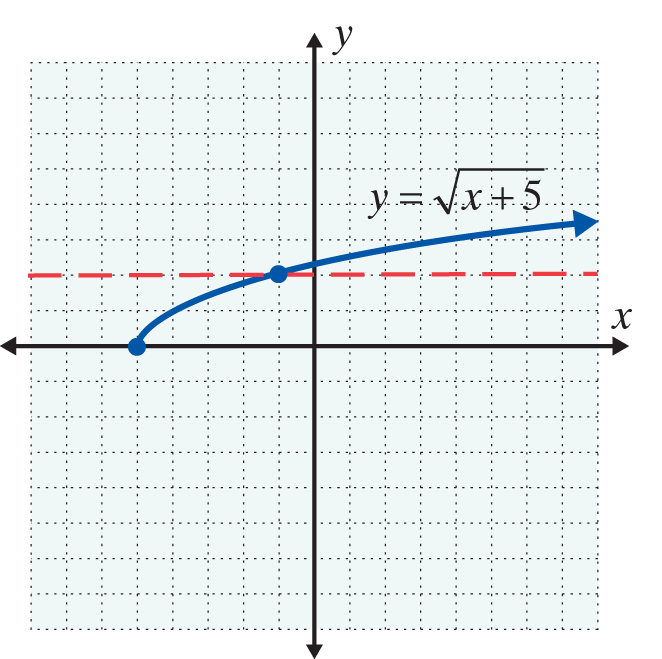 y
y = √x + 5
x